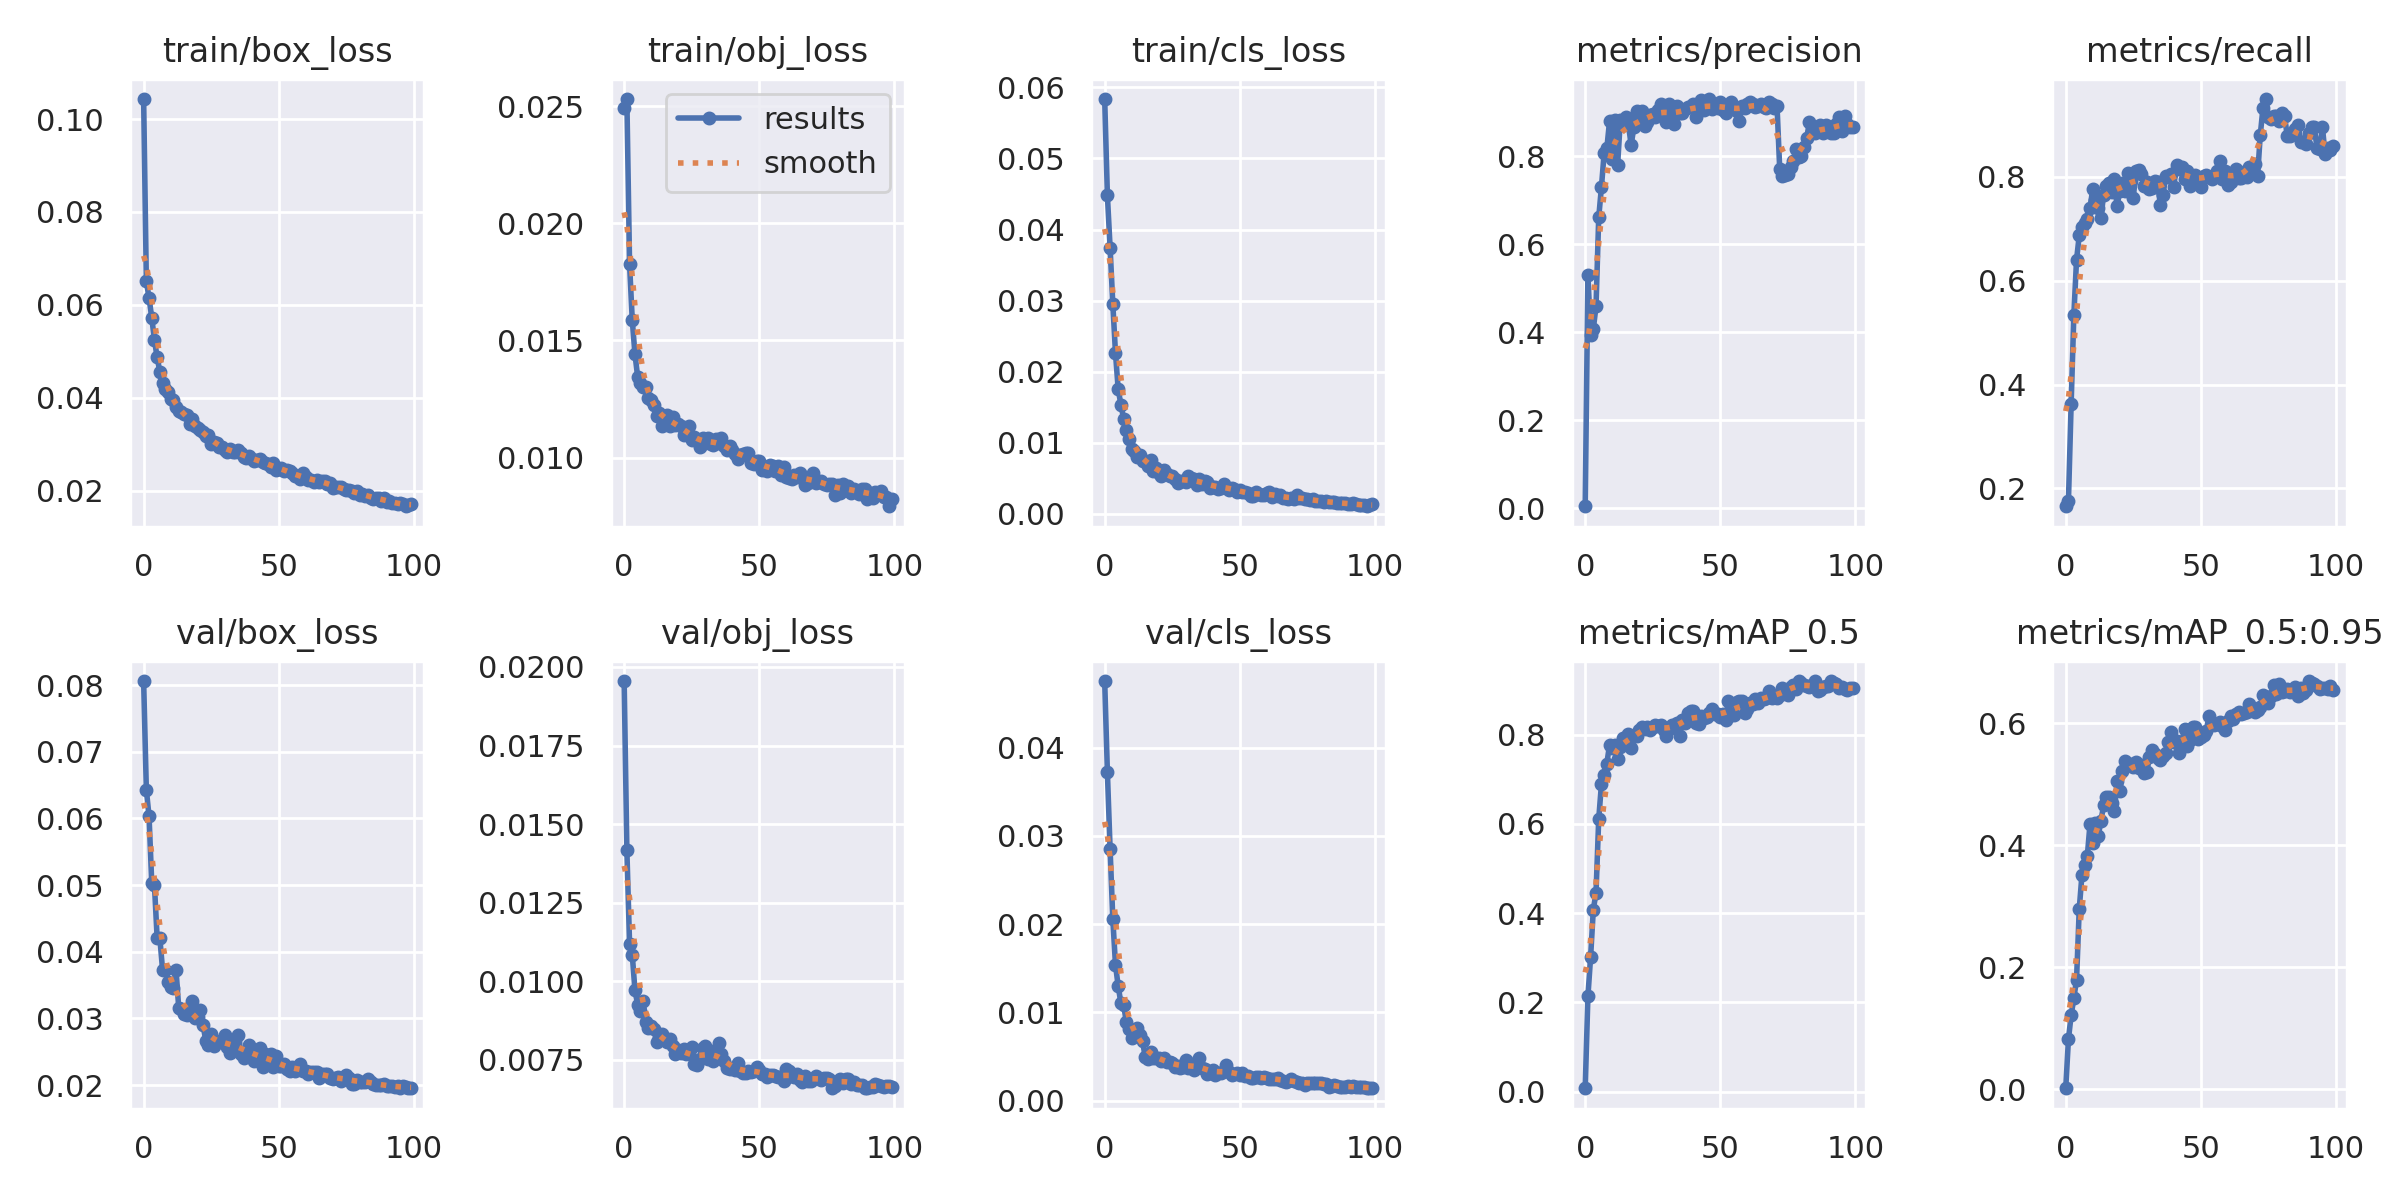 train/box_loss
0.10
0.08
0.06
0.04
0.02
0 50 100
train/obj_loss
0.025
0.020
0.015
0.010
results
smooth
0 50 100
train/cls_loss
0.06
0.05
0.04
0.03
0.02
0.01
0.00
0 50 100
metrics/precision
0.8
0.6
0.4
0.2
0.0
0 50 100
metrics/recall
0.8
0.6
0.4
0.2
0 50 100
val/box_loss
0.08
0.07
0.06
0.05
0.04
0.03
0.02
0 50 100
val/obj_loss
0.0200
0.0175
0.0150
0.0125
0.0100
0.0075
0 50 100
val/cls_loss
0.04
0.03
0.02
0.01
0.00
0 50 100
metrics/mAP_0.5
0.8
0.6
0.4
0.2
0.0
0 50 100
metrics/mAP_0.5:0.95
0.6
0.4
0.2
0.0
0 50 100